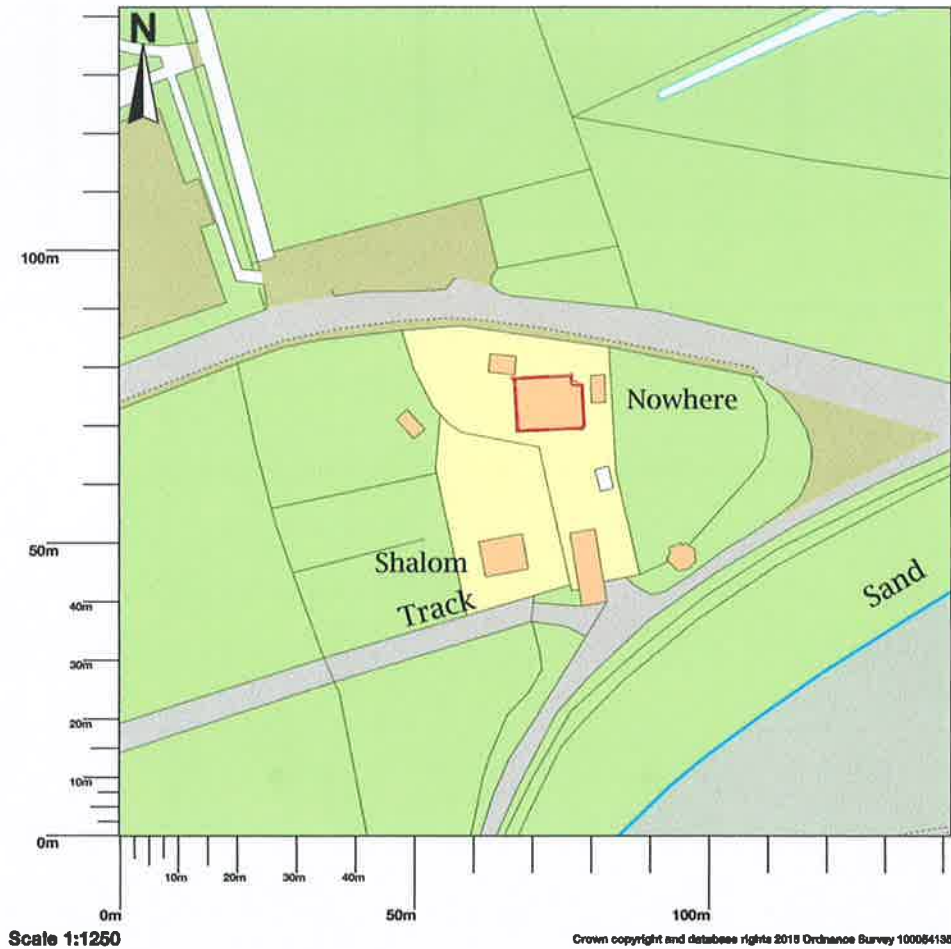 N
100m
Nowhere
50m
Shalom
Track
Sand
40m
30m
20m
10m
0m
10m
20m
30m
40m
0m
50m
100m
Scale 1:1250
Crown copyright and database rights 2015 Ordnance Survey